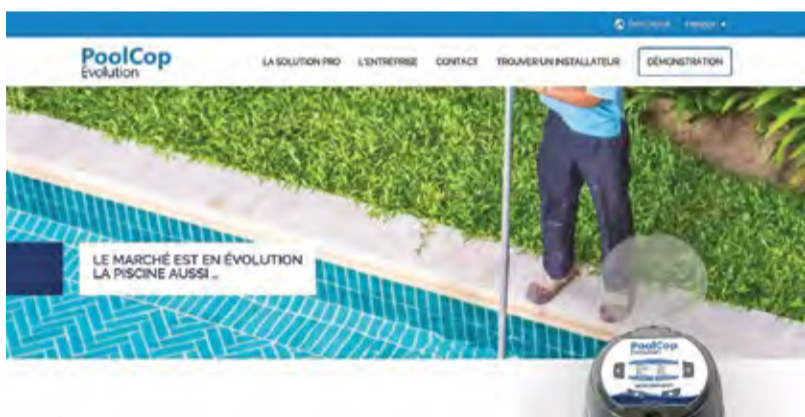 PoolCop
Evolution
LA SOLUTION PRO L'ENTREPRISE CONTACT TROUVER UN INSTALLATEUR DÉMONSTRATION
LE MARCHÉ EST EN ÉVOLUTION
LA PISCINE AUSSI ...
PoolCop
Evolution